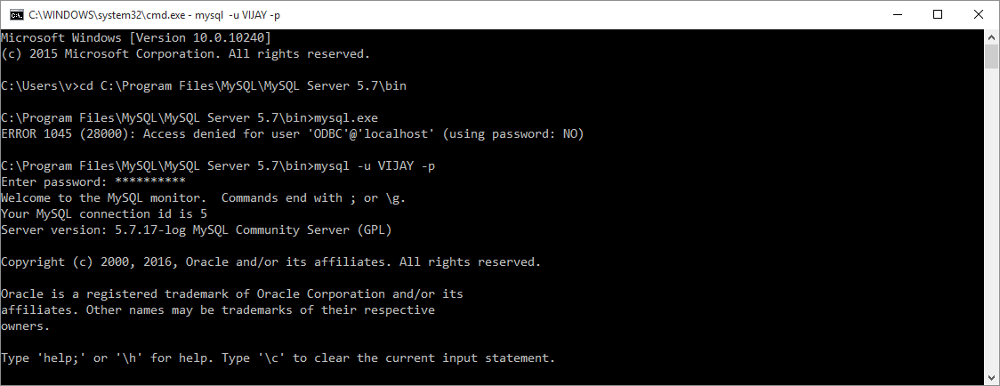 C:\WINDOWS\system32\cmd.exe - mysql  -u VIJAY -p
Microsoft Windows [Version 10.0.10240]
(c) 2015 Microsoft Corporation. All rights reserved.
C:\Users\v>cd C:\Program Files\MySQL\MySQL Server 5.7\bin
C:\Program Files\MySQL\MySQL Server 5.7\bin>mysql.exe
ERROR 1045 (28000): Access denied for user 'ODBC'@'localhost' (using password: NO)
C:\Program Files\MySQL\MySQL Server 5.7\bin>mysql -u VIJAY -p
Enter password: **********
Welcome to the MySQL monitor.  Commands end with ; or \g.
Your MySQL connection id is 5
Server version: 5.7.17-log MySQL Community Server (GPL)
Copyright (c) 2000, 2016, Oracle and/or its affiliates. All rights reserved.
Oracle is a registered trademark of Oracle Corporation and/or its
affiliates. Other names may be trademarks of their respective
owners.
Type 'help;' or '\h' for help. Type '\c' to clear the current input statement.